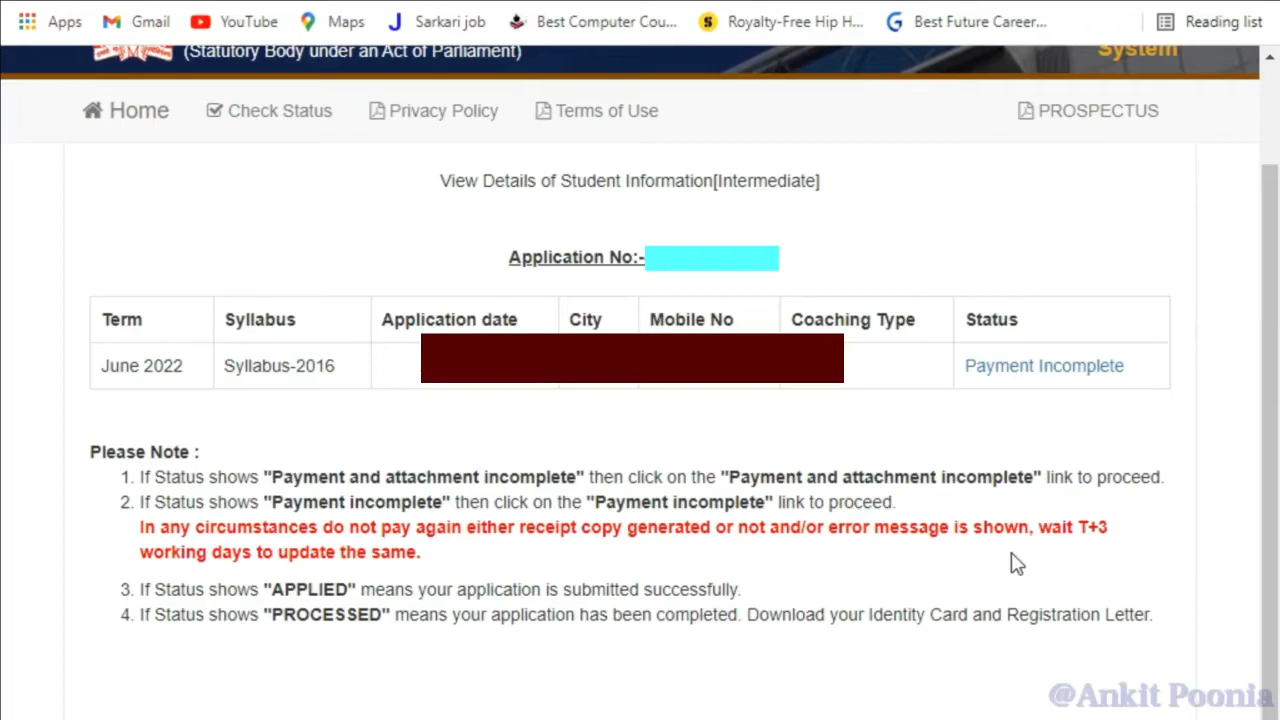 Apps Gmail YouTube Maps Sarkari job Best Computer Cou... Royalty-Free Hip H... Best Future Career... Reading list
(Statutory Body under an Act of Parliament) System
Home Check Status Privacy Policy Terms of Use PROSPECTUS
View Details of Student Information[Intermediate]
Application No:-
Term Syllabus Application date City Mobile No Coaching Type Status
June 2022 Syllabus-2016 Payment Incomplete
Please Note :
1. If Status shows "Payment and attachment incomplete" then click on the "Payment and attachment incomplete" link to proceed.
2. If Status shows "Payment incomplete" then click on the "Payment incomplete" link to proceed.
In any circumstances do not pay again either receipt copy generated or not and/or error message is shown, wait T+3
working days to update the same.
3. If Status shows "APPLIED" means your application is submitted successfully.
4. If Status shows "PROCESSED" means your application has been completed. Download your Identity Card and Registration Letter.
@Ankit Poonia